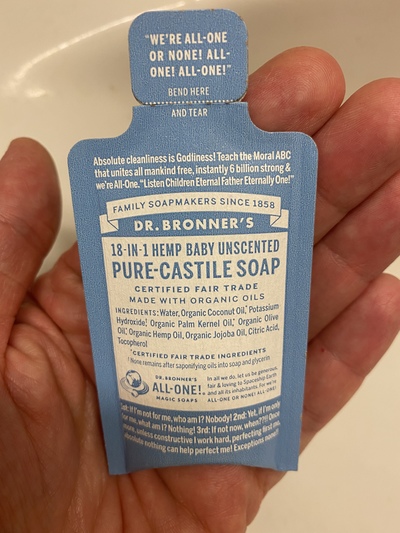 "WE'RE ALL-ONE
OR NONE! ALL-
ONE! ALL-ONE!"
BEND HERE
AND TEAR
Absolute cleanliness is Godliness! Teach the Moral ABC
that unites all mankind free, instantly 6 billion strong &
we're All-One. "Listen Children Eternal Father Eternally One!"
FAMILY SOAPMAKERS SINCE 1858
DR. BRONNER'S
18-IN-1 HEMP BABY UNSCENTED
PURE-CASTILE SOAP
CERTIFIED FAIR TRADE
MADE WITH ORGANIC OILS
INGREDIENTS: Water, Organic Coconut Oil,* Potassium
Hydroxide,† Organic Palm Kernel Oil,* Organic Olive
Oil,* Organic Hemp Oil, Organic Jojoba Oil, Citric Acid,
Tocopherol
*CERTIFIED FAIR TRADE INGREDIENTS
† None remains after saponifying oils into soap and glycerin
DR. BRONNER'S
ALL-ONE!
MAGIC SOAPS
In all we do, let us be generous,
fair & loving to Spaceship Earth
and all its inhabitants. For we're
ALL-ONE OR NONE! ALL-ONE!
1st: If I'm not for me, who am I? Nobody! 2nd: Yet, if I'm only
for me, what am I? Nothing! 3rd: If not now, when?!? Once
more, unless constructive I work hard, perfecting first me,
absolute nothing can help perfect me! Exceptions none!!